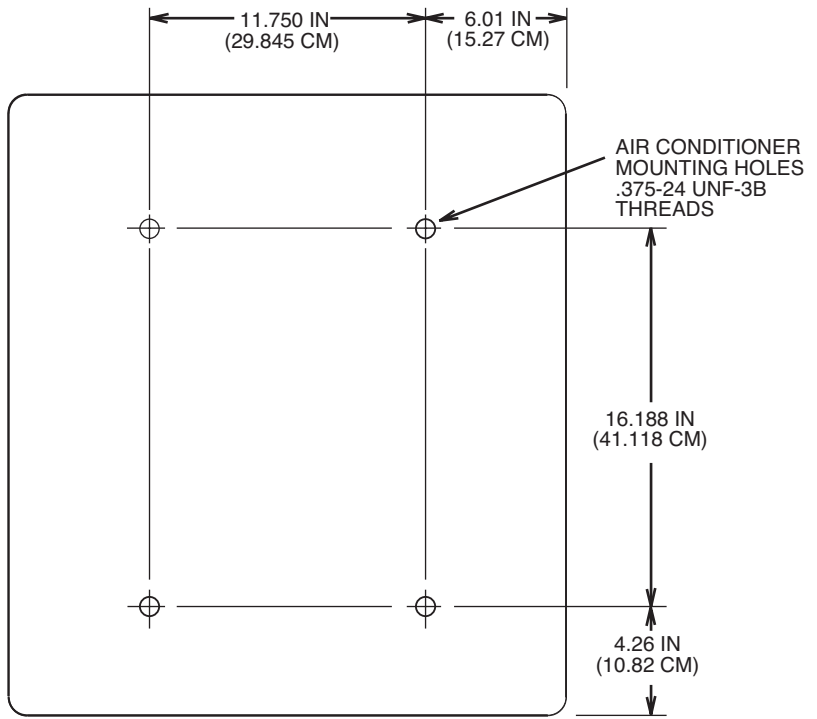 11.750 IN
(29.845 CM)
6.01 IN
(15.27 CM)
AIR CONDITIONER
MOUNTING HOLES
.375-24 UNF-3B
THREADS
16.188 IN
(41.118 CM)
4.26 IN
(10.82 CM)